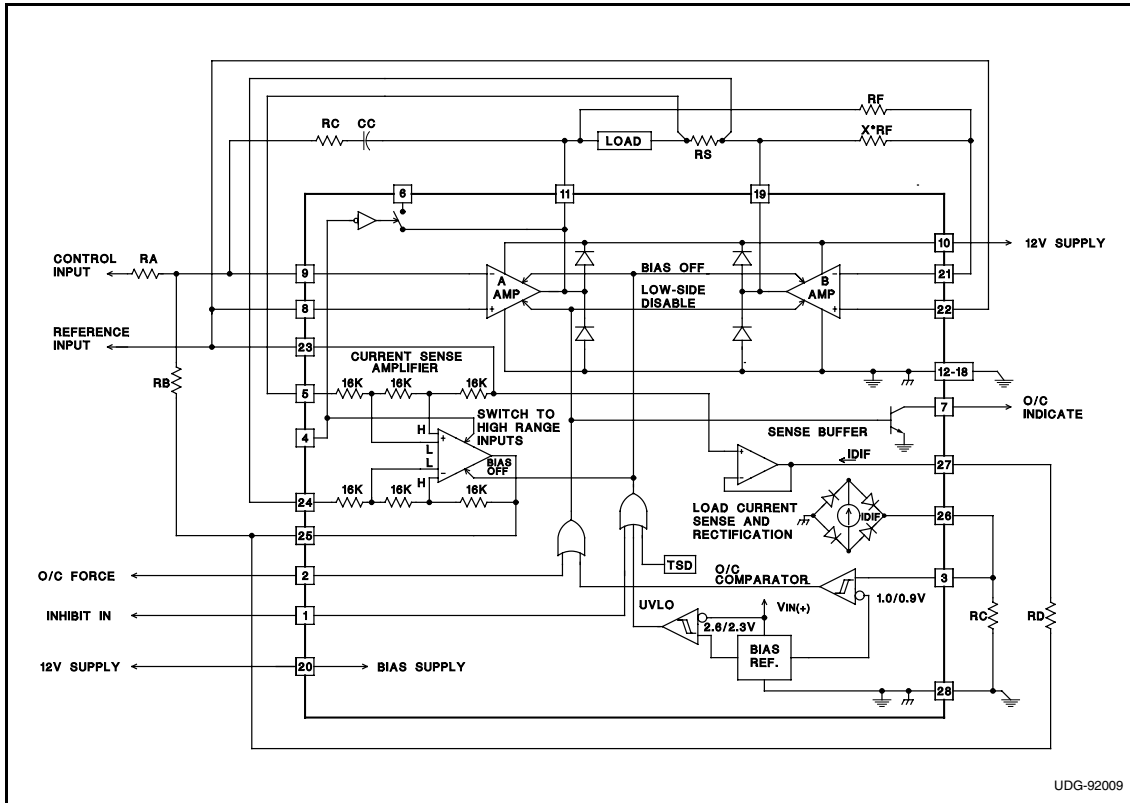 RF
RC CC
X*RF
LOAD
RS
6 11 19
10 12V SUPPLY
CONTROL INPUT RA 9
A AMP
BIAS OFF
LOW-SIDE DISABLE
B AMP
21
8
22
REFERENCE INPUT 23
RB
CURRENT SENSE AMPLIFIER
5 16K 16K 16K
12-18
7 O/C INDICATE
4
SWITCH TO HIGH RANGE INPUTS
H
L
L
H
+
-
BIAS OFF
SENSE BUFFER
IDIF 27
24 16K 16K 16K
LOAD CURRENT SENSE AND RECTIFICATION
IDIF
26
25
TSD
O/C FORCE 2
O/C COMPARATOR
3
1.0/0.9V
INHIBIT IN 1
UVLO
VIN(+)
2.6/2.3V
BIAS REF.
RC RD
12V SUPPLY 20 BIAS SUPPLY
28
UDG-92009